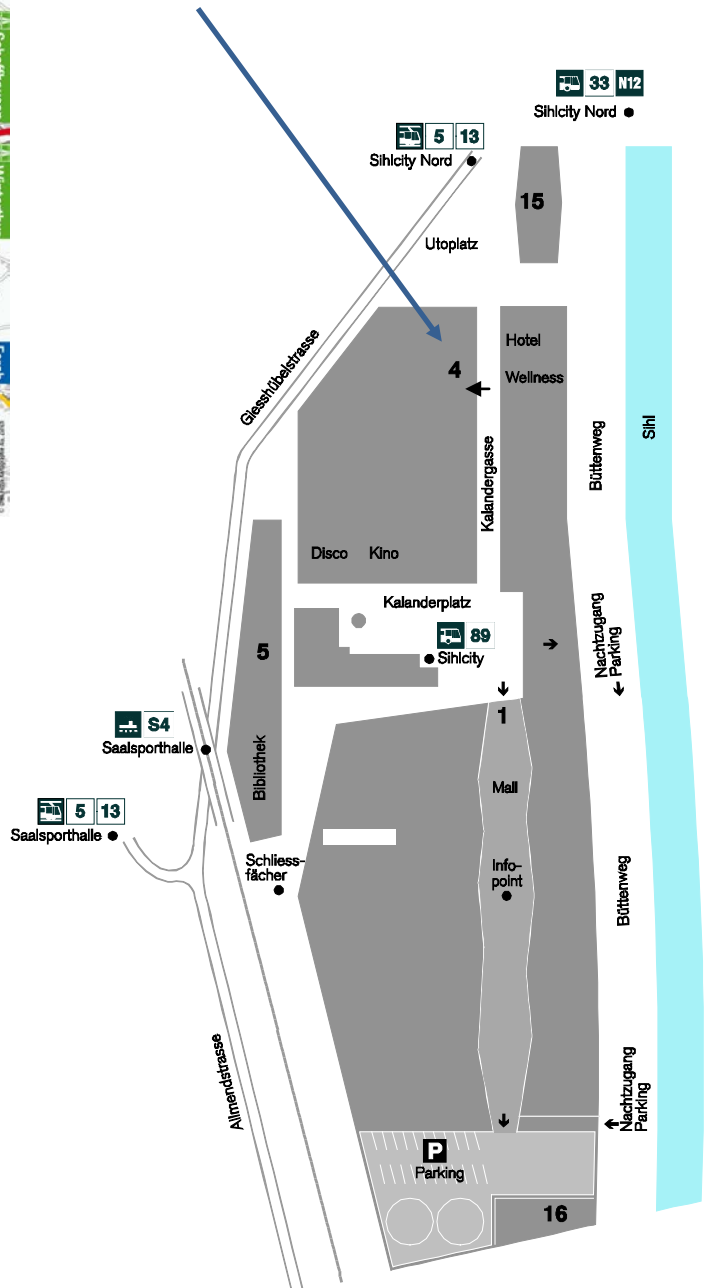 33 N12
Sihlcity Nord
5 13
Sihlcity Nord
15
Utoplatz
Giesshübelstrasse
Hotel
4
Wellness
Kalandergasse
Büttenweg
Sihl
Disco Kino
Kalanderplatz
89
Sihlcity
5
Nachtzugang
Parking
S4
Saalsporthalle
1
Bibliothek
Mall
5 13
Saalsporthalle
Schliess-
fächer
Info-
point
Büttenweg
Allmendstrasse
Nachtzugang
Parking
P
Parking
16